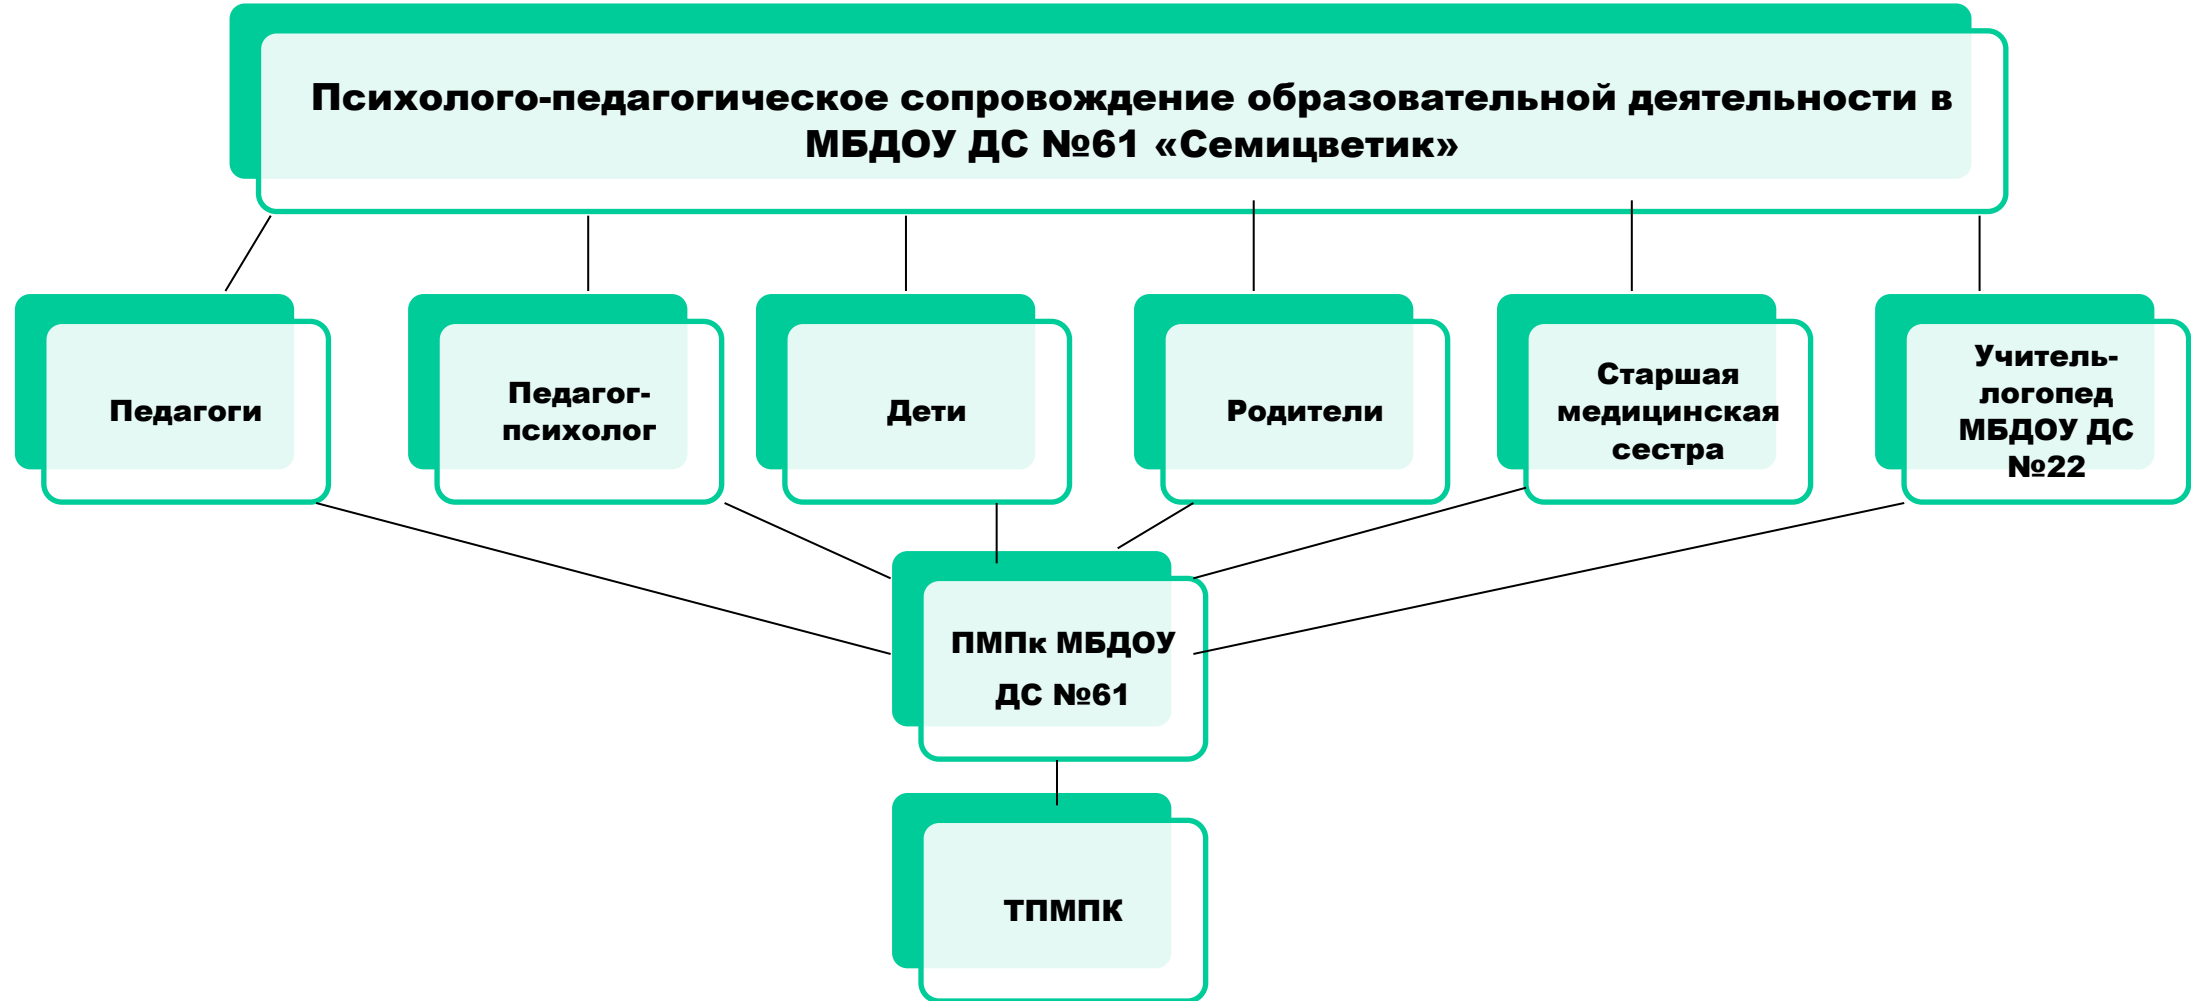 Психолого-педагогическое сопровождение образовательной деятельности в
МБДОУ ДС №61 «Семицветик»
Педагоги
Педагог-
психолог
Дети
Родители
Старшая
медицинская
сестра
Учитель-
логопед
МБДОУ ДС
№22
ПМПк МБДОУ
ДС №61
ТПМПК